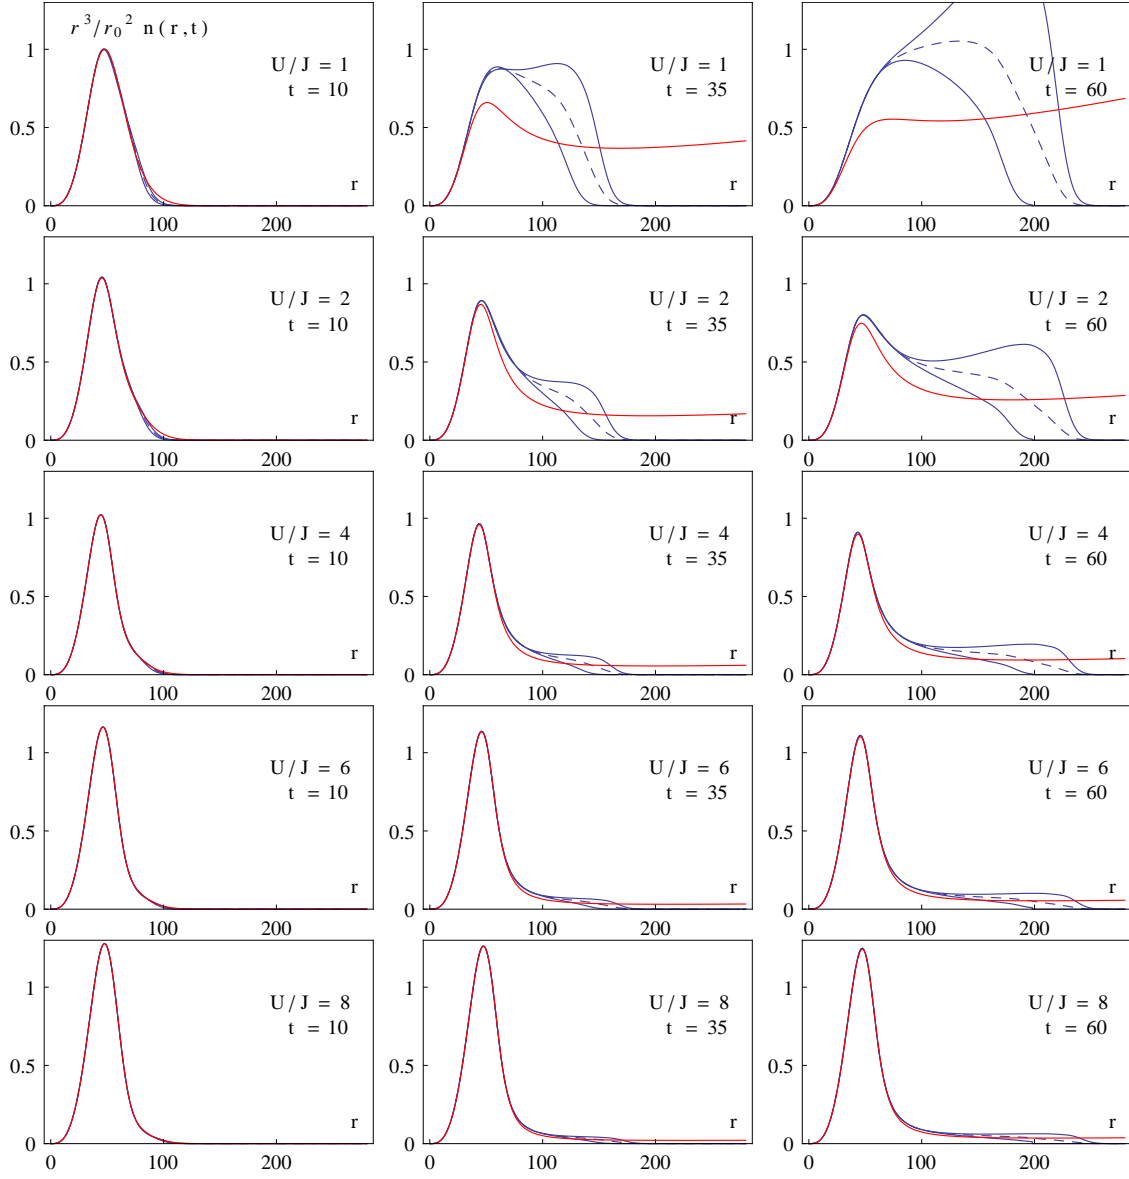 r^3/r_0^2 n(r,t)
U/J = 1
t = 10
r
1
0.5
0
0 100 200
U/J = 1
t = 35
r
1
0.5
0
0 100 200
U/J = 1
t = 60
r
1
0.5
0
0 100 200
U/J = 2
t = 10
r
1
0.5
0
0 100 200
U/J = 2
t = 35
r
1
0.5
0
0 100 200
U/J = 2
t = 60
r
1
0.5
0
0 100 200
U/J = 4
t = 10
r
1
0.5
0
0 100 200
U/J = 4
t = 35
r
1
0.5
0
0 100 200
U/J = 4
t = 60
r
1
0.5
0
0 100 200
U/J = 6
t = 10
r
1
0.5
0
0 100 200
U/J = 6
t = 35
r
1
0.5
0
0 100 200
U/J = 6
t = 60
r
1
0.5
0
0 100 200
U/J = 8
t = 10
r
1
0.5
0
0 100 200
U/J = 8
t = 35
r
1
0.5
0
0 100 200
U/J = 8
t = 60
r
1
0.5
0
0 100 200